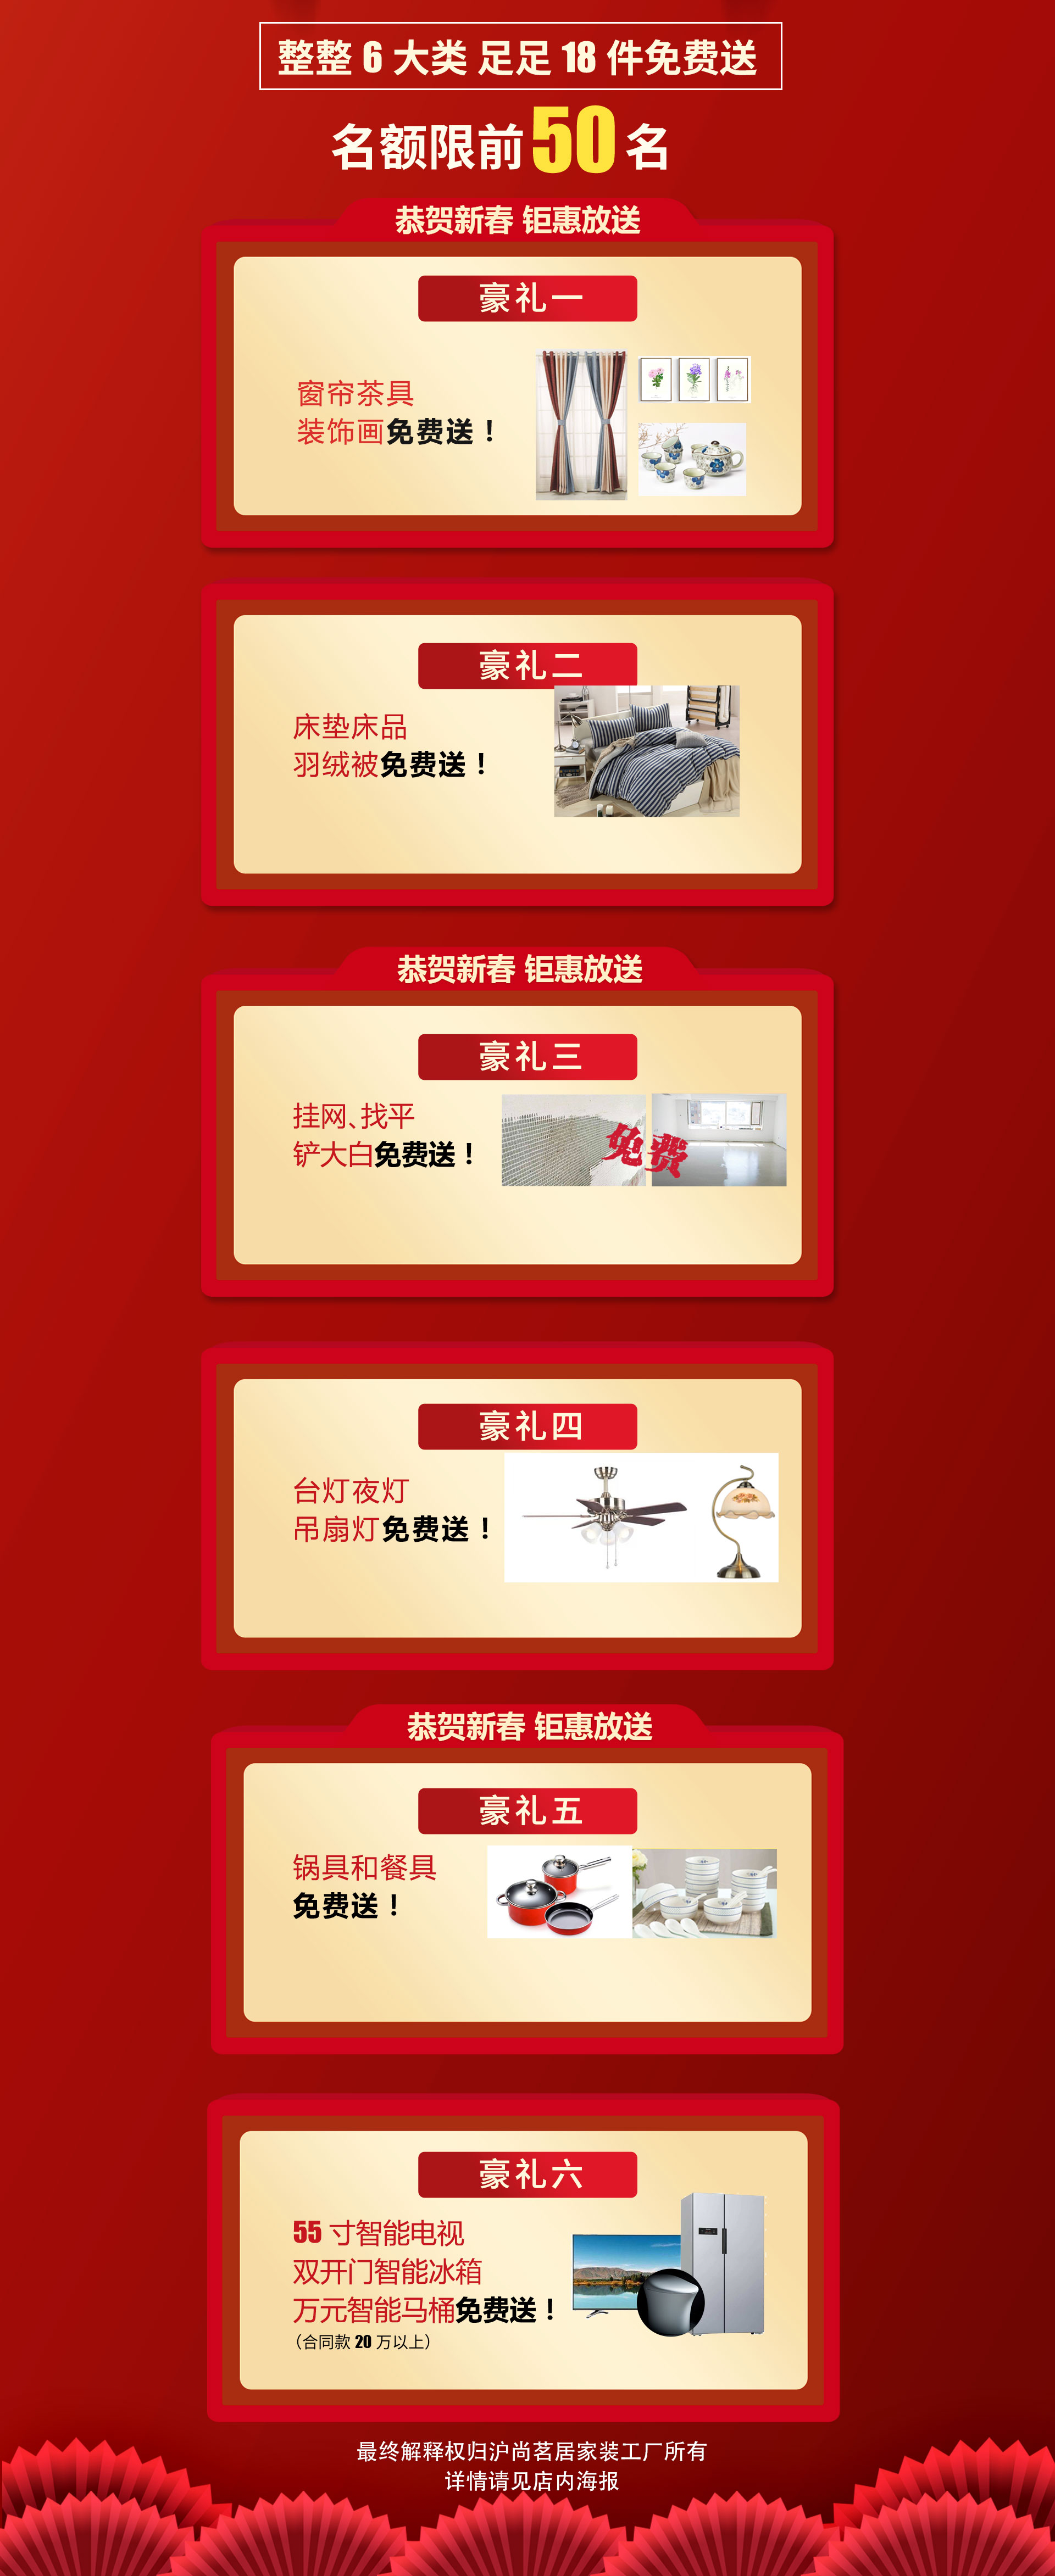 整整 6 大类 足足 18 件免费送
名额限前50名
恭贺新春 钜惠放送
豪礼一
窗帘茶具
装饰画免费送！
豪礼二
床垫床品
羽绒被免费送！
恭贺新春 钜惠放送
豪礼三
挂网、找平
铲大白免费送！
免费
豪礼四
台灯夜灯
吊扇灯免费送！
恭贺新春 钜惠放送
豪礼五
锅具和餐具
免费送！
豪礼六
55 寸智能电视
双开门智能冰箱
万元智能马桶免费送！
（合同款 20 万以上）
最终解释权归沪尚茗居家装工厂所有
详情请见店内海报